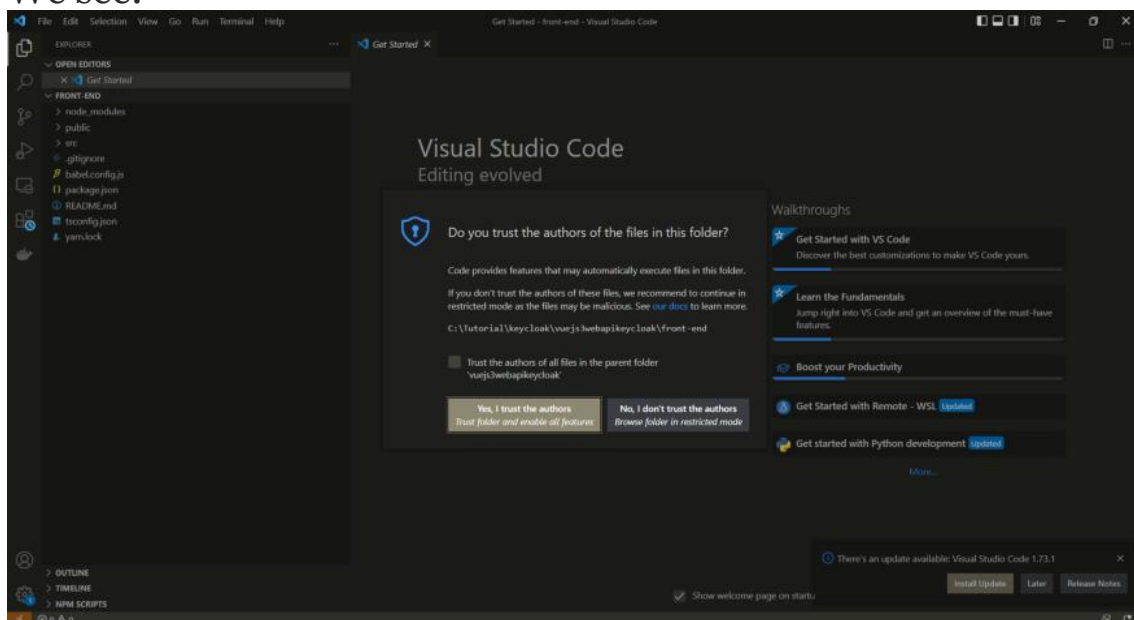 We see:
File Edit Selection View Go Run Terminal Help
Get Started - front-end - Visual Studio Code
EXPLORER
Get Started
OPEN EDITORS
Get Started
FRONT-END
node_modules
public
src
.gitignore
babel.config.js
package.json
README.md
tsconfig.json
yarn.lock
OUTLINE
TIMELINE
NPM SCRIPTS
Visual Studio Code
Editing evolved
Do you trust the authors of the files in this folder?
Code provides features that may automatically execute files in this folder.
If you don't trust the authors of these files, we recommend to continue in
restricted mode as the files may be malicious. See our docs to learn more.
C:\Tutorial\keycloak\vuejs3webapikeycloak\front-end
Trust the authors of all files in the parent folder
'vuejs3webapikeycloak'
Yes, I trust the authors
Trust folder and enable all features
No, I don't trust the authors
Browse folder in restricted mode
Walkthroughs
Get Started with VS Code
Discover the best customizations to make VS Code yours.
Learn the Fundamentals
Jump right into VS Code and get an overview of the must-have
features.
Boost your Productivity
Get Started with Remote - WSL Updated
Get started with Python development Updated
More...
Show welcome page on startu
There's an update available: Visual Studio Code 1.73.1
Install Update Later Release Notes